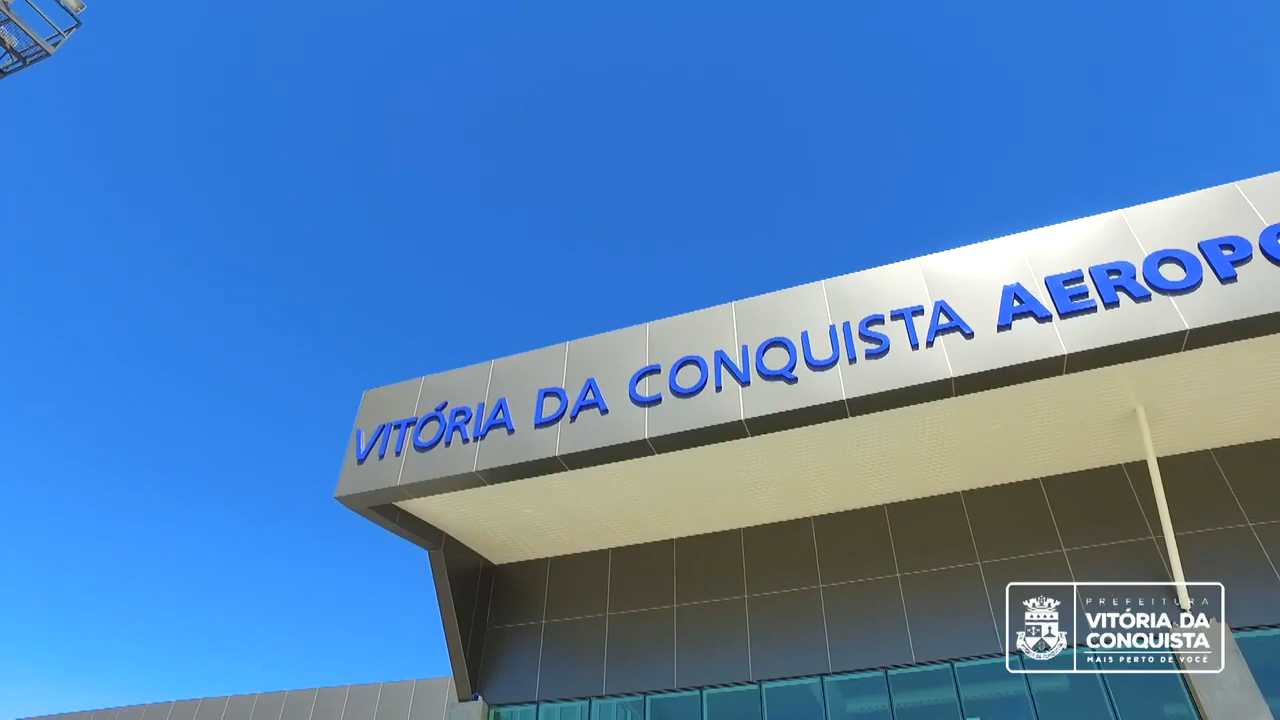 VITÓRIA DA CONQUISTA AEROPO
PREFEITURA
VITÓRIA DA
CONQUISTA
MAIS PERTO DE VOCÊ